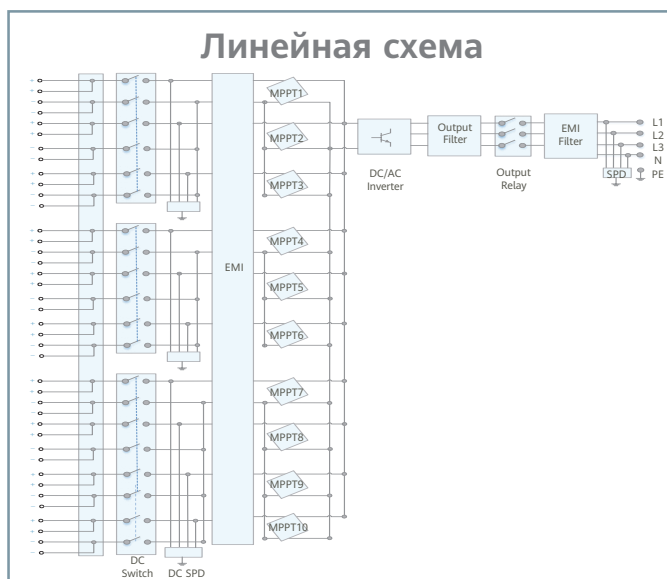 Линейная схема
MPPT1
MPPT2
MPPT3
MPPT4
MPPT5
MPPT6
MPPT7
MPPT8
MPPT9
MPPT10
EMI
DC
Switch
DC SPD
DC/AC
Inverter
Output
Filter
Output
Relay
EMI
Filter
SPD
L1
L2
L3
N
PE